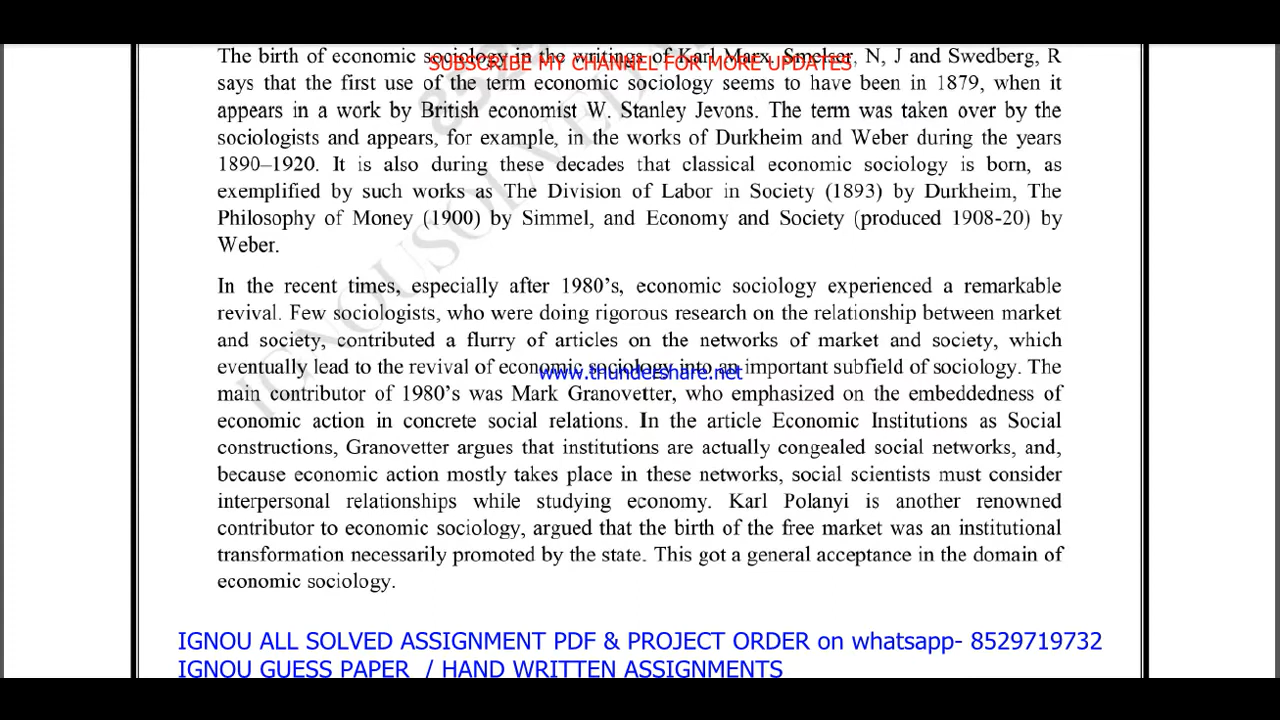 The birth of economic sociology in the writings of Karl Marx. Smelser, N, J and Swedberg, R
SUBSCRIBE MY CHANNEL FOR MORE UPDATES
says that the first use of the term economic sociology seems to have been in 1879, when it
appears in a work by British economist W. Stanley Jevons. The term was taken over by the
sociologists and appears, for example, in the works of Durkheim and Weber during the years
1890–1920. It is also during these decades that classical economic sociology is born, as
exemplified by such works as The Division of Labor in Society (1893) by Durkheim, The
Philosophy of Money (1900) by Simmel, and Economy and Society (produced 1908-20) by
Weber.
In the recent times, especially after 1980’s, economic sociology experienced a remarkable
revival. Few sociologists, who were doing rigorous research on the relationship between market
and society, contributed a flurry of articles on the networks of market and society, which
eventually lead to the revival of economic sociology into an important subfield of sociology. The
www.thundershare.net
main contributor of 1980’s was Mark Granovetter, who emphasized on the embeddedness of
economic action in concrete social relations. In the article Economic Institutions as Social
constructions, Granovetter argues that institutions are actually congealed social networks, and,
because economic action mostly takes place in these networks, social scientists must consider
interpersonal relationships while studying economy. Karl Polanyi is another renowned
contributor to economic sociology, argued that the birth of the free market was an institutional
transformation necessarily promoted by the state. This got a general acceptance in the domain of
economic sociology.
IGNOU ALL SOLVED ASSIGNMENT PDF & PROJECT ORDER on whatsapp- 8529719732
IGNOU GUESS PAPER / HAND WRITTEN ASSIGNMENTS